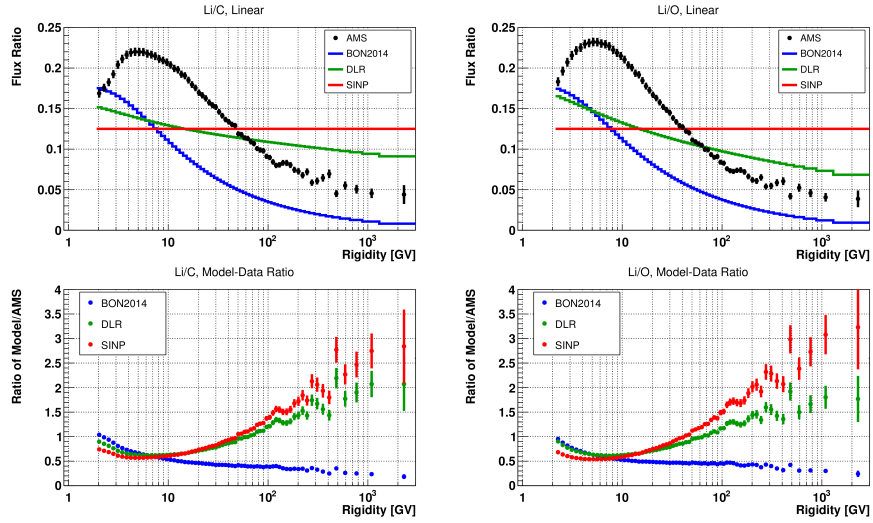 Li/C, Linear
Flux Ratio
0.25
0.2
0.15
0.1
0.05
0
AMS
BON2014
DLR
SINP
1
10
10²
10³
Rigidity [GV]
Li/O, Linear
Flux Ratio
0.25
0.2
0.15
0.1
0.05
0
AMS
BON2014
DLR
SINP
1
10
10²
10³
Rigidity [GV]
Li/C, Model-Data Ratio
Ratio of Model/AMS
4
3.5
3
2.5
2
1.5
1
0.5
0
BON2014
DLR
SINP
1
10
10²
10³
Rigidity [GV]
Li/O, Model-Data Ratio
Ratio of Model/AMS
4
3.5
3
2.5
2
1.5
1
0.5
0
BON2014
DLR
SINP
1
10
10²
10³
Rigidity [GV]